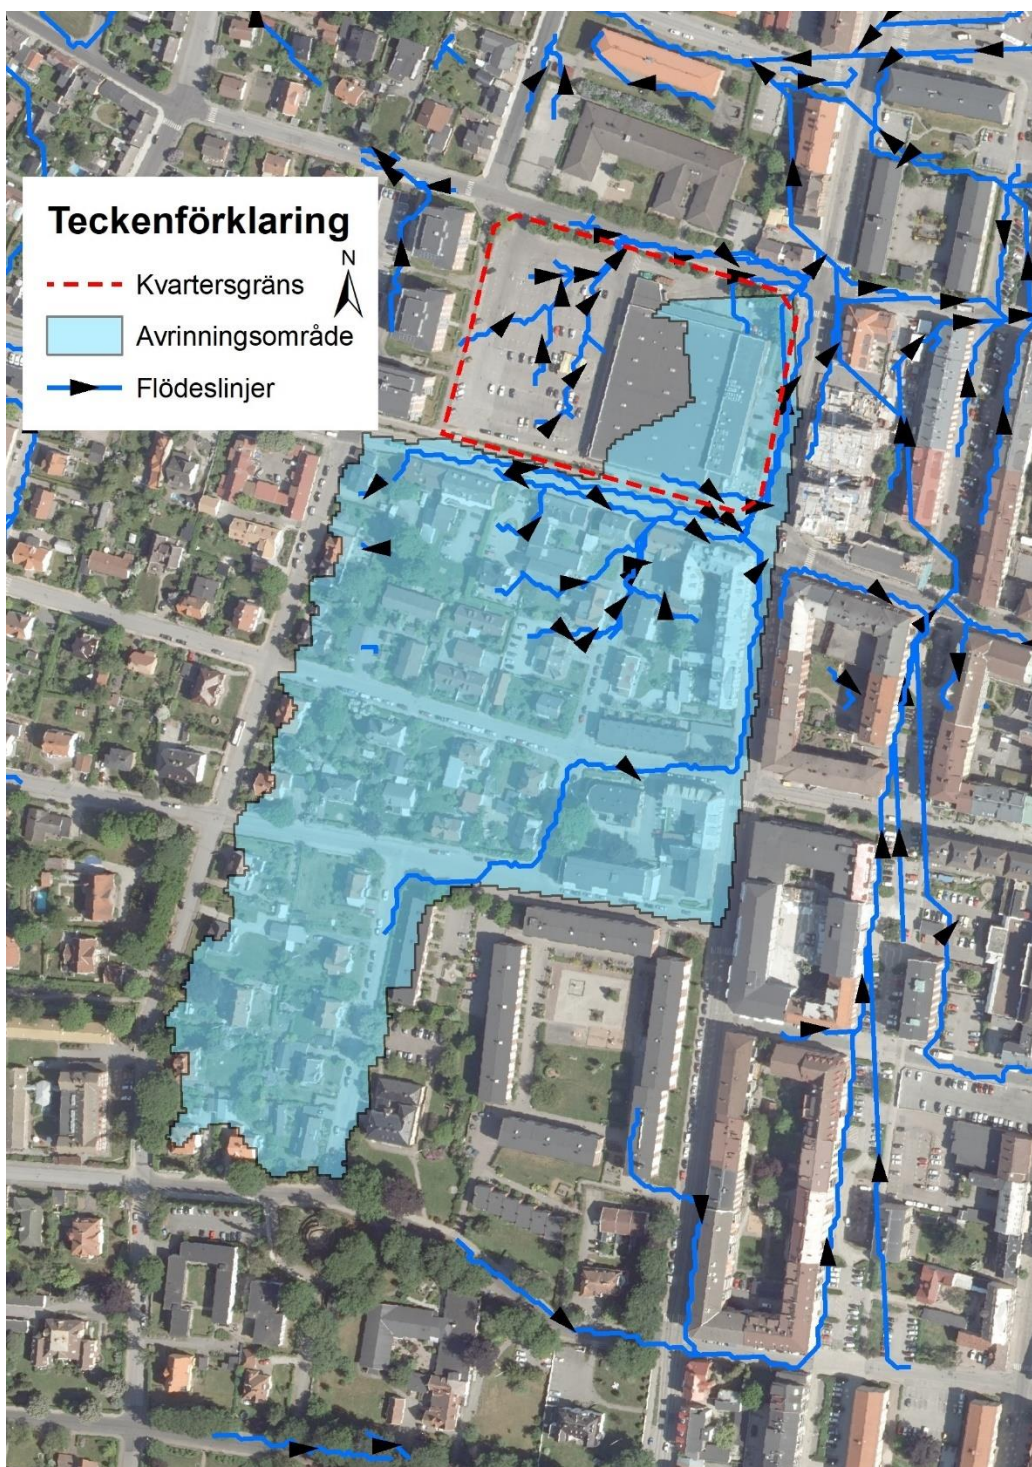 Teckenförklaring
N
Kvartersgräns
Avrinningsområde
Flödeslinjer